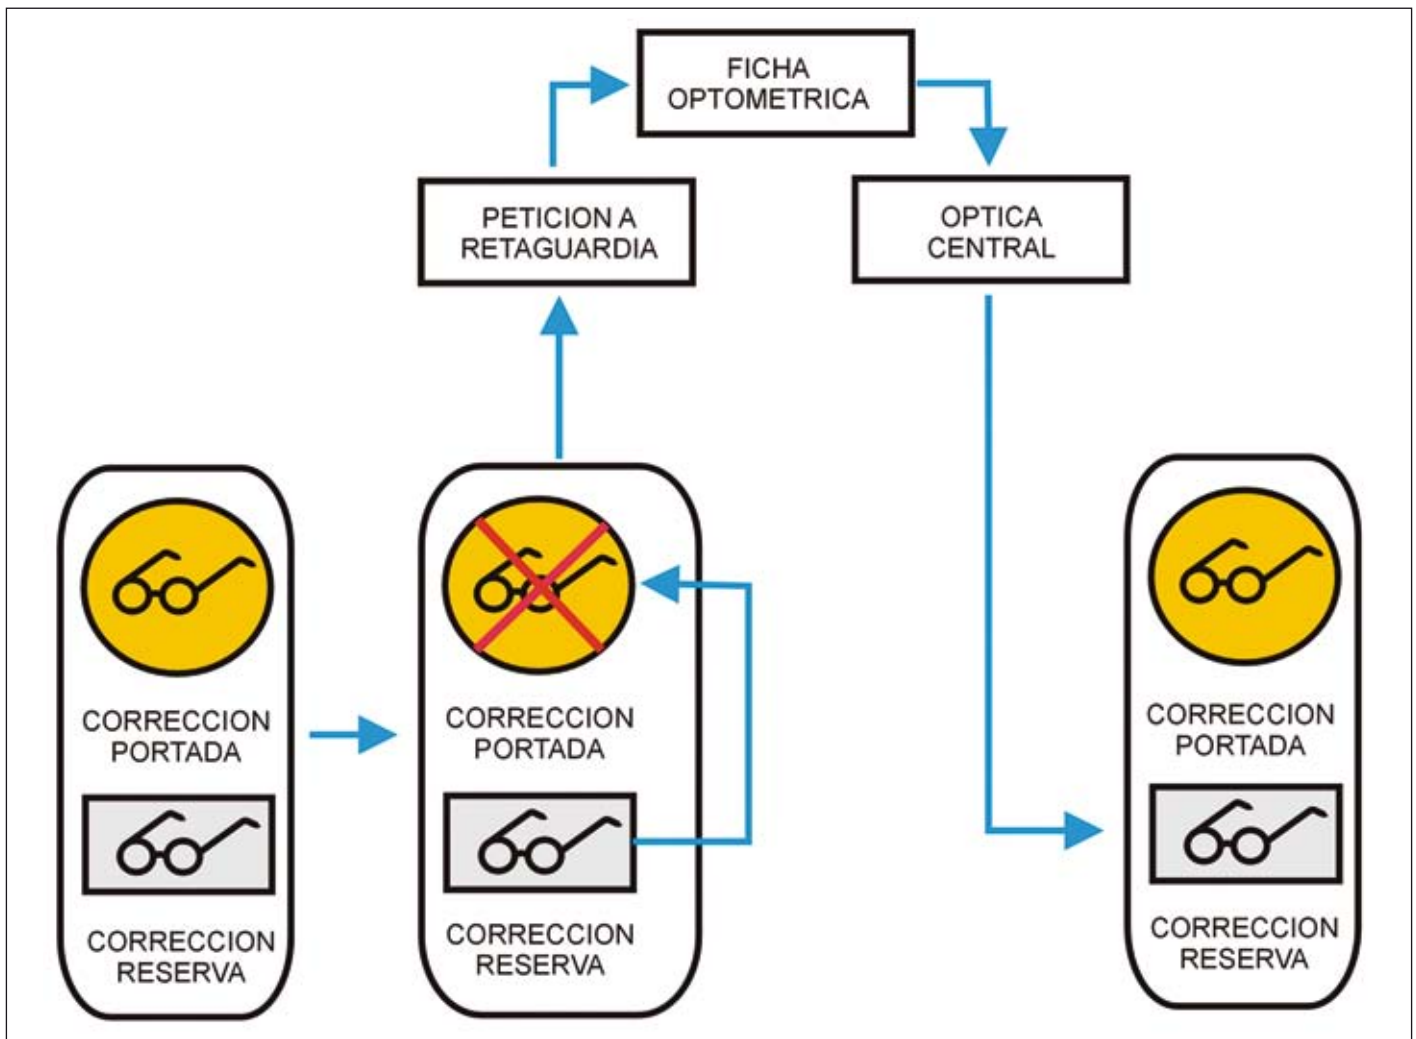 FICHA
OPTOMETRICA
PETICION A
RETAGUARDIA
OPTICA
CENTRAL
CORRECCION
PORTADA
CORRECCION
RESERVA
CORRECCION
PORTADA
CORRECCION
RESERVA
CORRECCION
PORTADA
CORRECCION
RESERVA